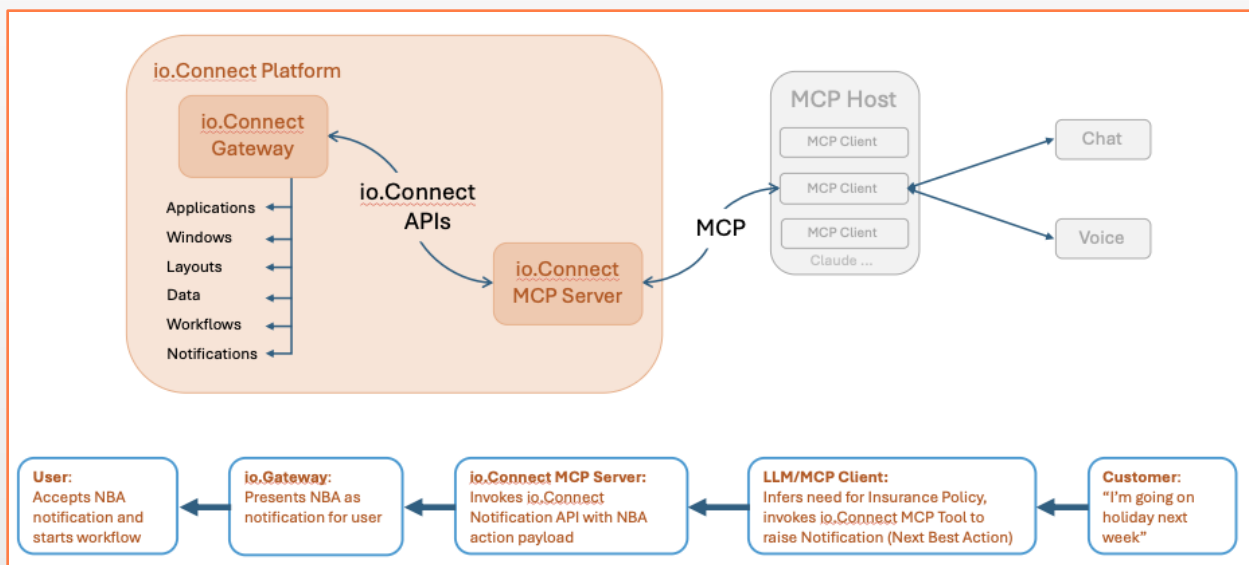 io.Connect Platform
io.Connect
Gateway
Applications
Windows
Layouts
Data
Workflows
Notifications
io.Connect
APIs
io.Connect
MCP Server
MCP
MCP Host
MCP Client
MCP Client
MCP Client
Claude ...
Chat
Voice
User:
Accepts NBA
notification and
starts workflow
io.Gateway:
Presents NBA as
notification for user
io.Connect MCP Server:
Invokes io.Connect
Notification API with NBA
action payload
LLM/MCP Client:
Infers need for Insurance Policy,
invokes io.Connect MCP Tool to
raise Notification (Next Best Action)
Customer:
“I’m going on
holiday next
week”